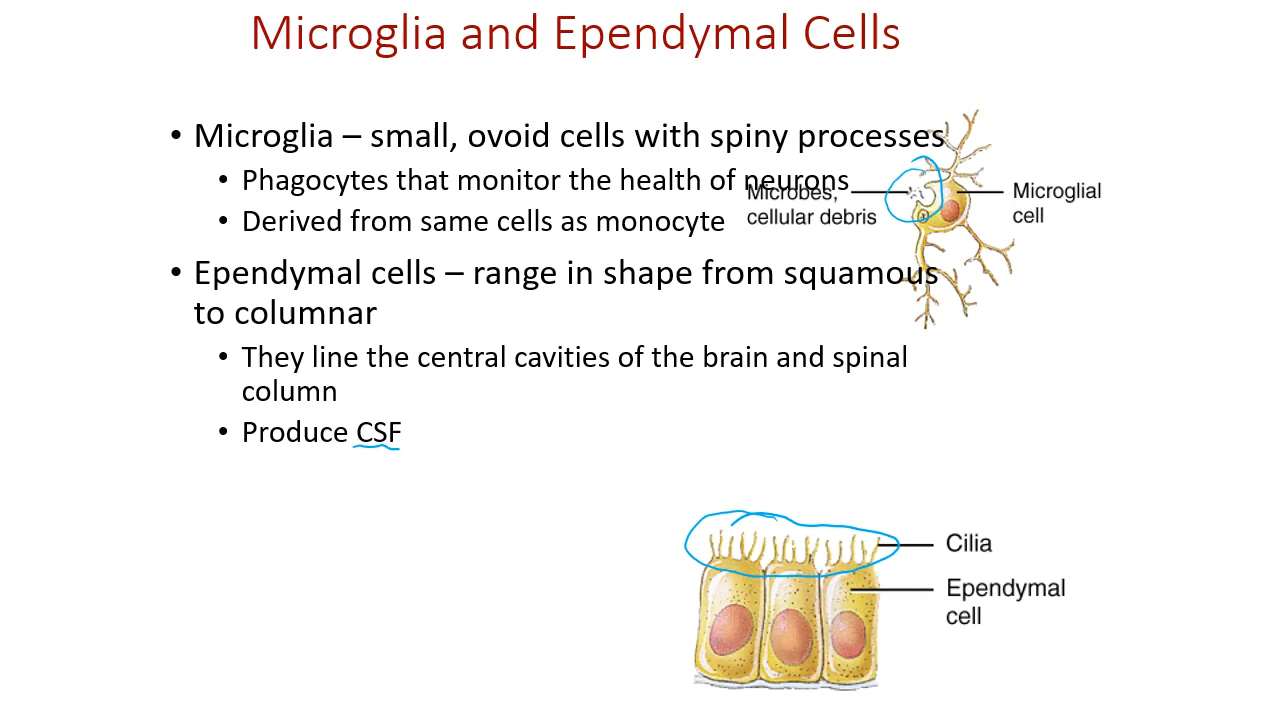 Microglia and Ependymal Cells
• Microglia – small, ovoid cells with spiny processes
• Phagocytes that monitor the health of neurons
• Derived from same cells as monocyte
Microbes,
cellular debris
Microglial
cell
• Ependymal cells – range in shape from squamous
to columnar
• They line the central cavities of the brain and spinal
column
• Produce CSF
Cilia
Ependymal
cell